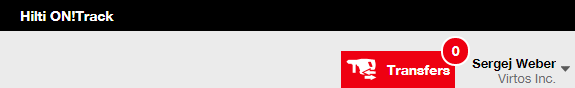 Hilti ON!Track
0
Transfers
Sergej Weber
Virtos Inc.